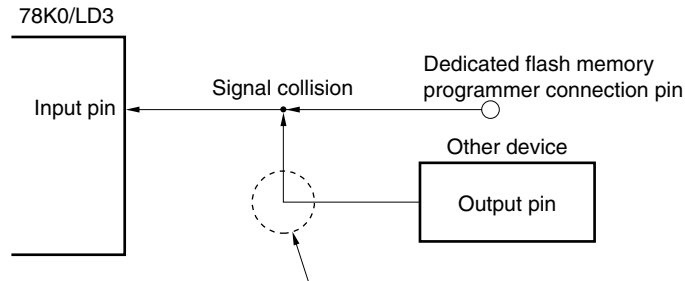 78K0/LD3
Input pin
Signal collision
Dedicated flash memory
programmer connection pin
Other device
Output pin